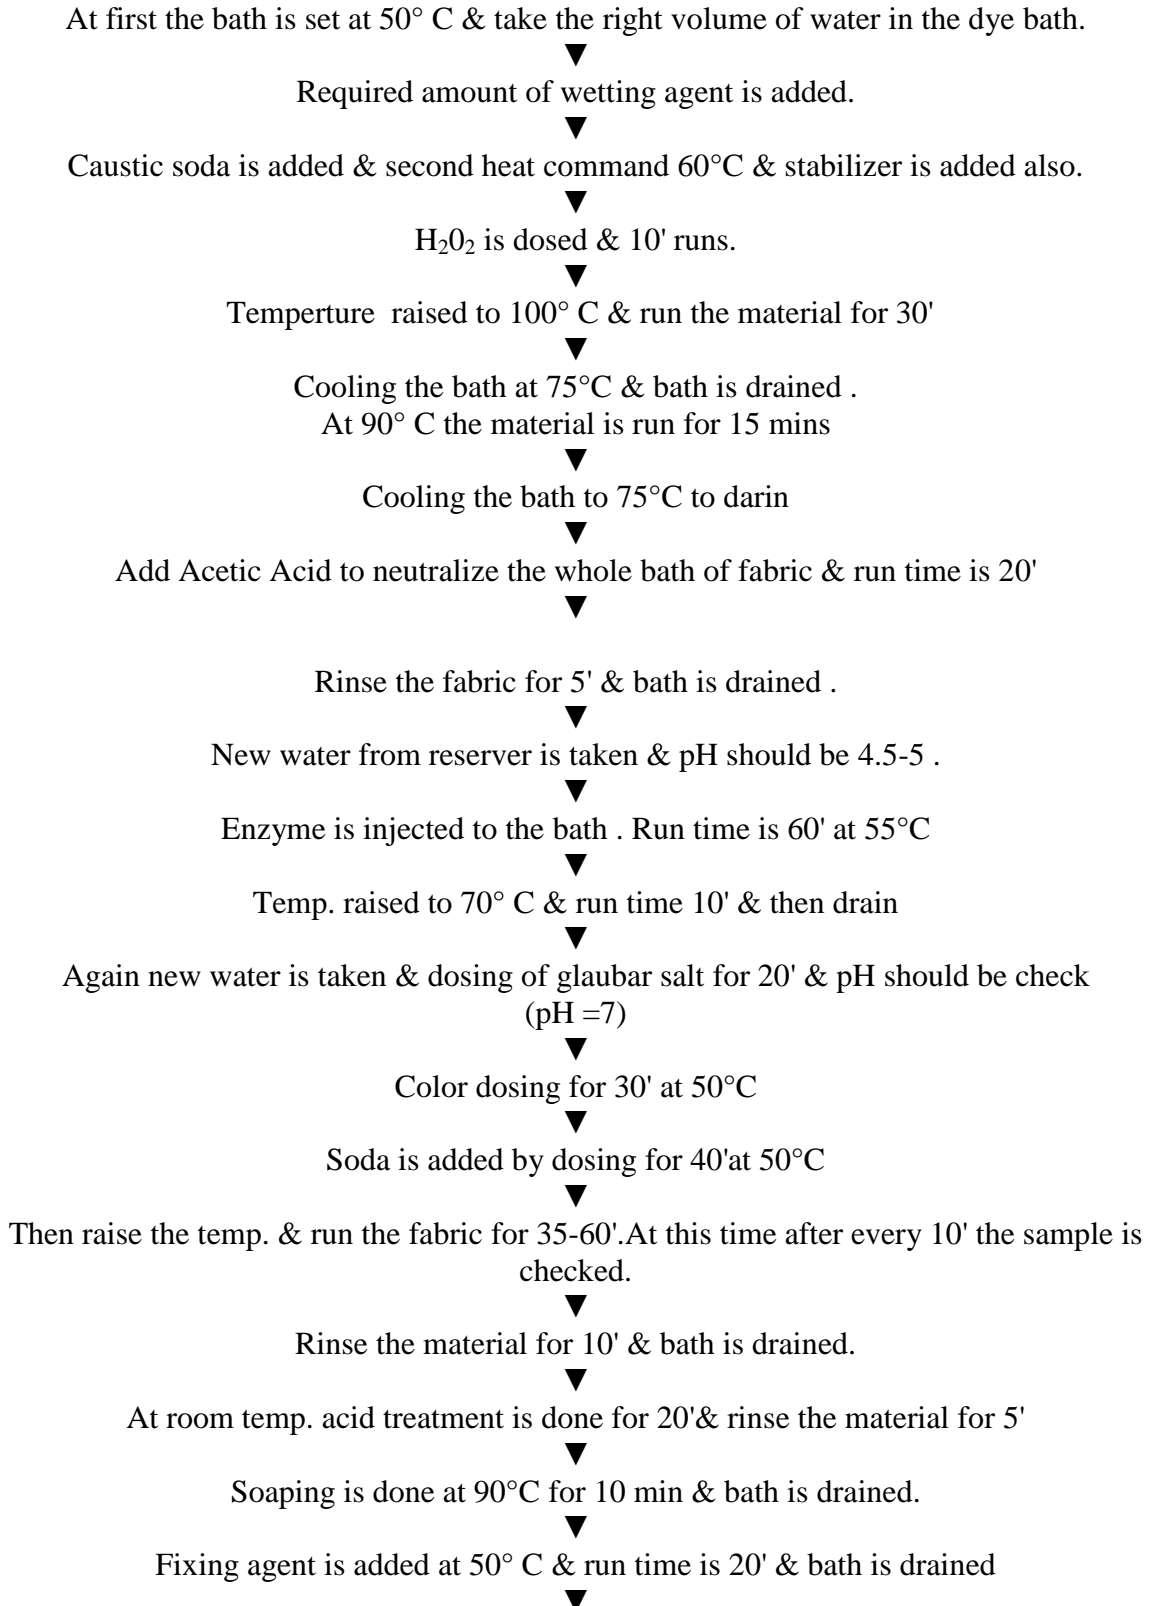 At first the bath is set at 50° C & take the right volume of water in the dye bath.
▼
Required amount of wetting agent is added.
▼
Caustic soda is added & second heat command 60°C & stabilizer is added also.
▼
H₂0₂ is dosed & 10' runs.
▼
Temperture raised to 100° C & run the material for 30'
▼
Cooling the bath at 75°C & bath is drained .
At 90° C the material is run for 15 mins
▼
Cooling the bath to 75°C to darin
▼
Add Acetic Acid to neutralize the whole bath of fabric & run time is 20'
▼
Rinse the fabric for 5' & bath is drained .
▼
New water from reserver is taken & pH should be 4.5-5 .
▼
Enzyme is injected to the bath . Run time is 60' at 55°C
▼
Temp. raised to 70° C & run time 10' & then drain
▼
Again new water is taken & dosing of glaubar salt for 20' & pH should be check
(pH =7)
▼
Color dosing for 30' at 50°C
▼
Soda is added by dosing for 40'at 50°C
▼
Then raise the temp. & run the fabric for 35-60'.At this time after every 10' the sample is
checked.
▼
Rinse the material for 10' & bath is drained.
▼
At room temp. acid treatment is done for 20'& rinse the material for 5'
▼
Soaping is done at 90°C for 10 min & bath is drained.
▼
Fixing agent is added at 50° C & run time is 20' & bath is drained
▼